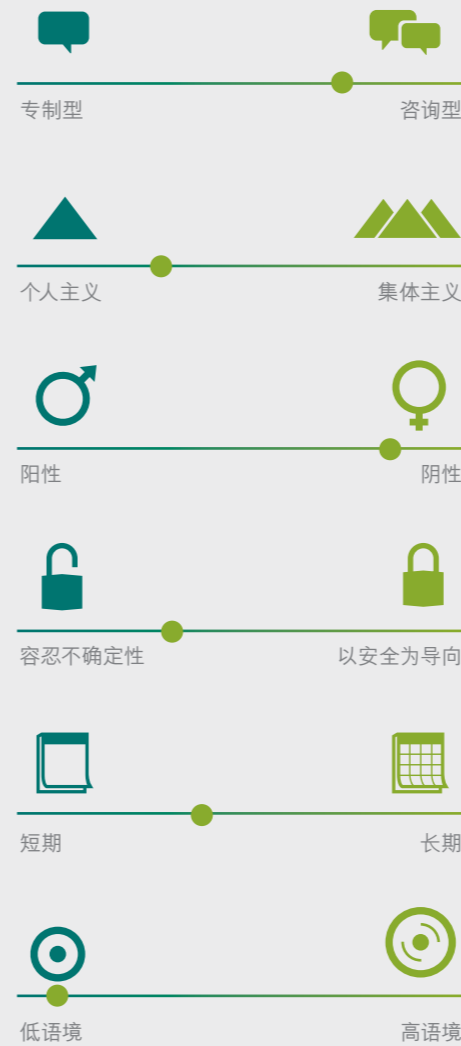 专制型 咨询型
个人主义 集体主义
阳性 阴性
容忍不确定性 以安全为导向
短期 长期
低语境 高语境